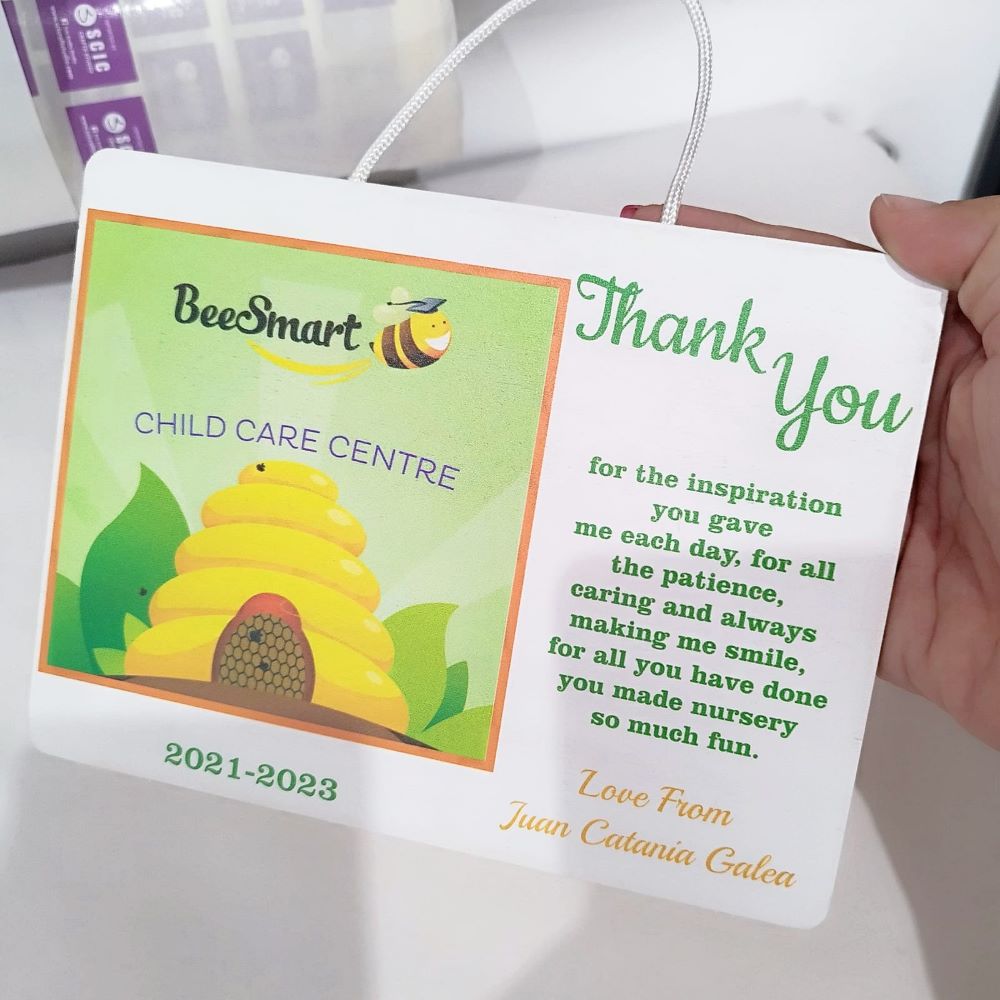 SCIC
BeeSmart
CHILD CARE CENTRE
2021-2023
Thank
You
for the inspiration
you gave
me each day, for all
the patience,
caring and always
making me smile,
for all you have done
you made nursery
so much fun.
Love From
Juan Catania Galea